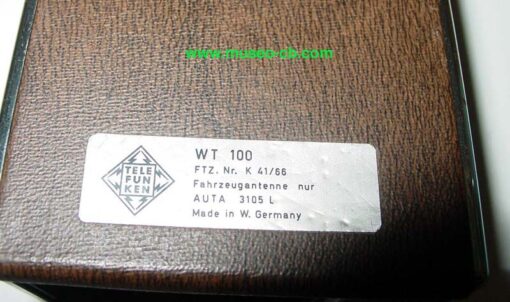 www.museo-cb.com
TELE
FUN
KEN
WT 100
FTZ. Nr. K 41/66
Fahrzeugantenne nur
AUTA 3105 L
Made in W. Germany